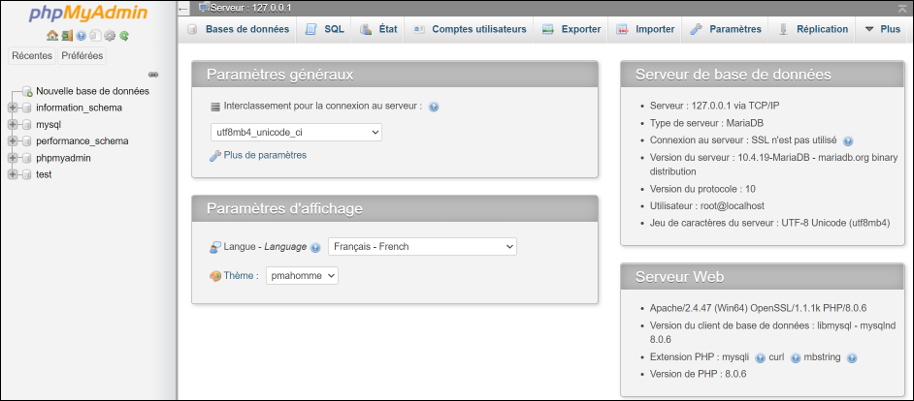 phpMyAdmin
Récentes Préférées
Nouvelle base de données
information_schema
mysql
performance_schema
phpmyadmin
test
Serveur : 127.0.0.1
Bases de données SQL État Comptes utilisateurs Exporter Importer Paramètres Réplication Plus
Paramètres généraux
Interclassement pour la connexion au serveur :
utf8mb4_unicode_ci
Plus de paramètres
Paramètres d'affichage
Langue - Language Français - French
Thème : pmahomme
Serveur de base de données
Serveur : 127.0.0.1 via TCP/IP
Type de serveur : MariaDB
Connexion au serveur : SSL n'est pas utilisé
Version du serveur : 10.4.19-MariaDB - mariadb.org binary
distribution
Version du protocole : 10
Utilisateur : root@localhost
Jeu de caractères du serveur : UTF-8 Unicode (utf8mb4)
Serveur Web
Apache/2.4.47 (Win64) OpenSSL/1.1.1k PHP/8.0.6
Version du client de base de données : libmysql - mysqlnd
8.0.6
Extension PHP : mysqli curl mbstring
Version de PHP : 8.0.6